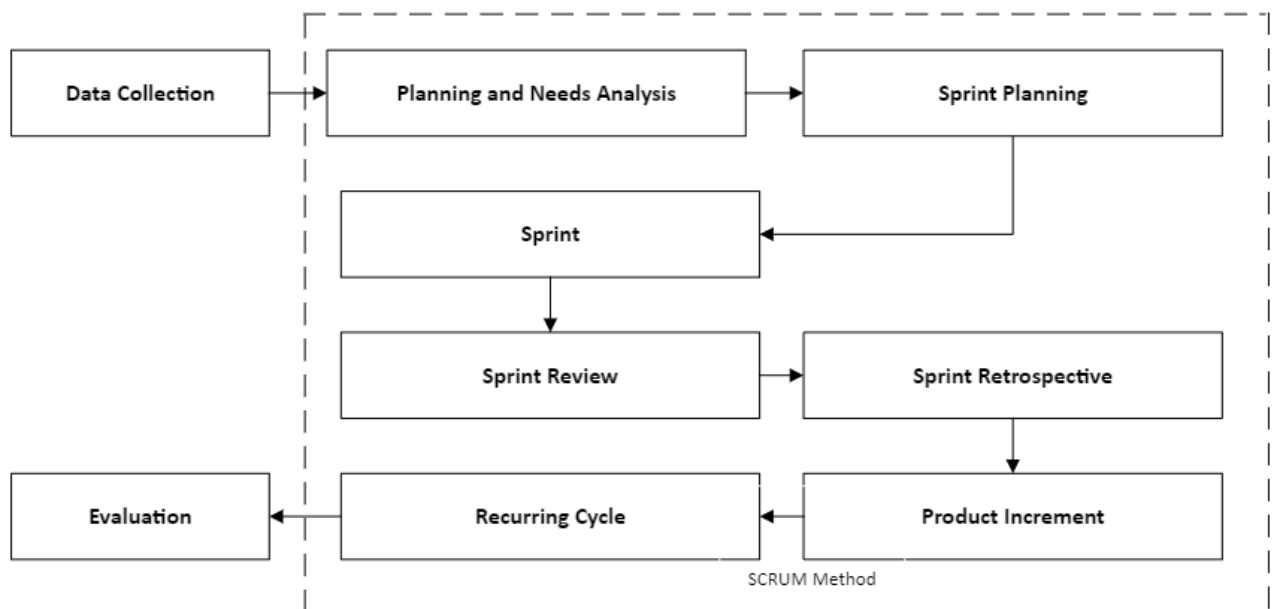 Data Collection
Planning and Needs Analysis
Sprint Planning
Sprint
Sprint Review
Sprint Retrospective
Evaluation
Recurring Cycle
Product Increment
SCRUM Method